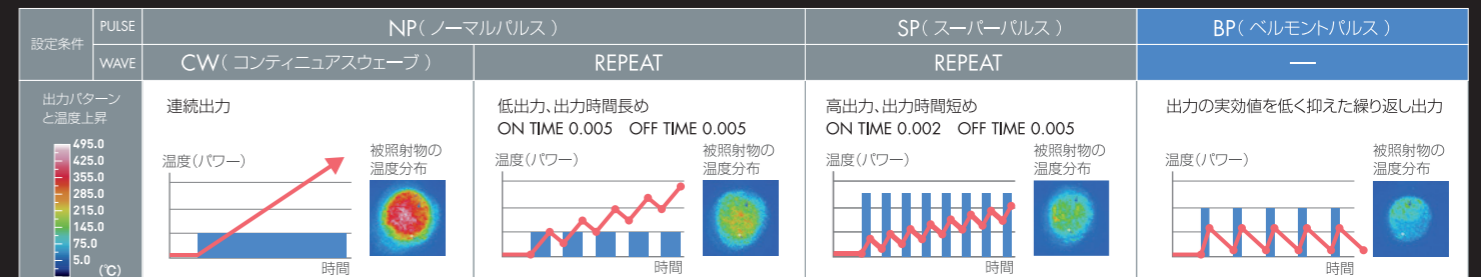 設定条件
PULSE
NP( ノーマルパルス )
SP( スーパーパルス )
BP( ベルモントパルス )
WAVE
CW( コンティニュアスウェーブ )
REPEAT
REPEAT
—
出力パターン
と温度上昇
495.0
425.0
355.0
285.0
215.0
145.0
75.0
5.0
(℃)
連続出力
温度(パワー)
被照射物の
温度分布
時間
低出力、出力時間長め
ON TIME 0.005 OFF TIME 0.005
温度(パワー)
被照射物の
温度分布
時間
高出力、出力時間短め
ON TIME 0.002 OFF TIME 0.005
温度(パワー)
被照射物の
温度分布
時間
出力の実効値を低く抑えた繰り返し出力
温度(パワー)
被照射物の
温度分布
時間